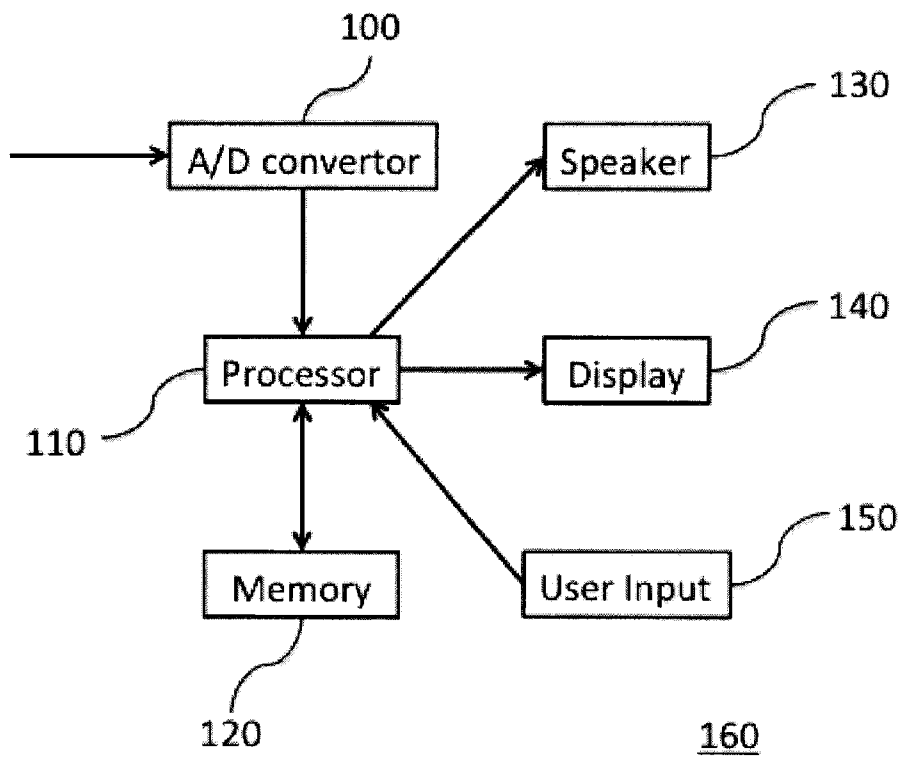 100
130
A/D convertor
Speaker
140
Processor
Display
110
150
Memory
User Input
120
160